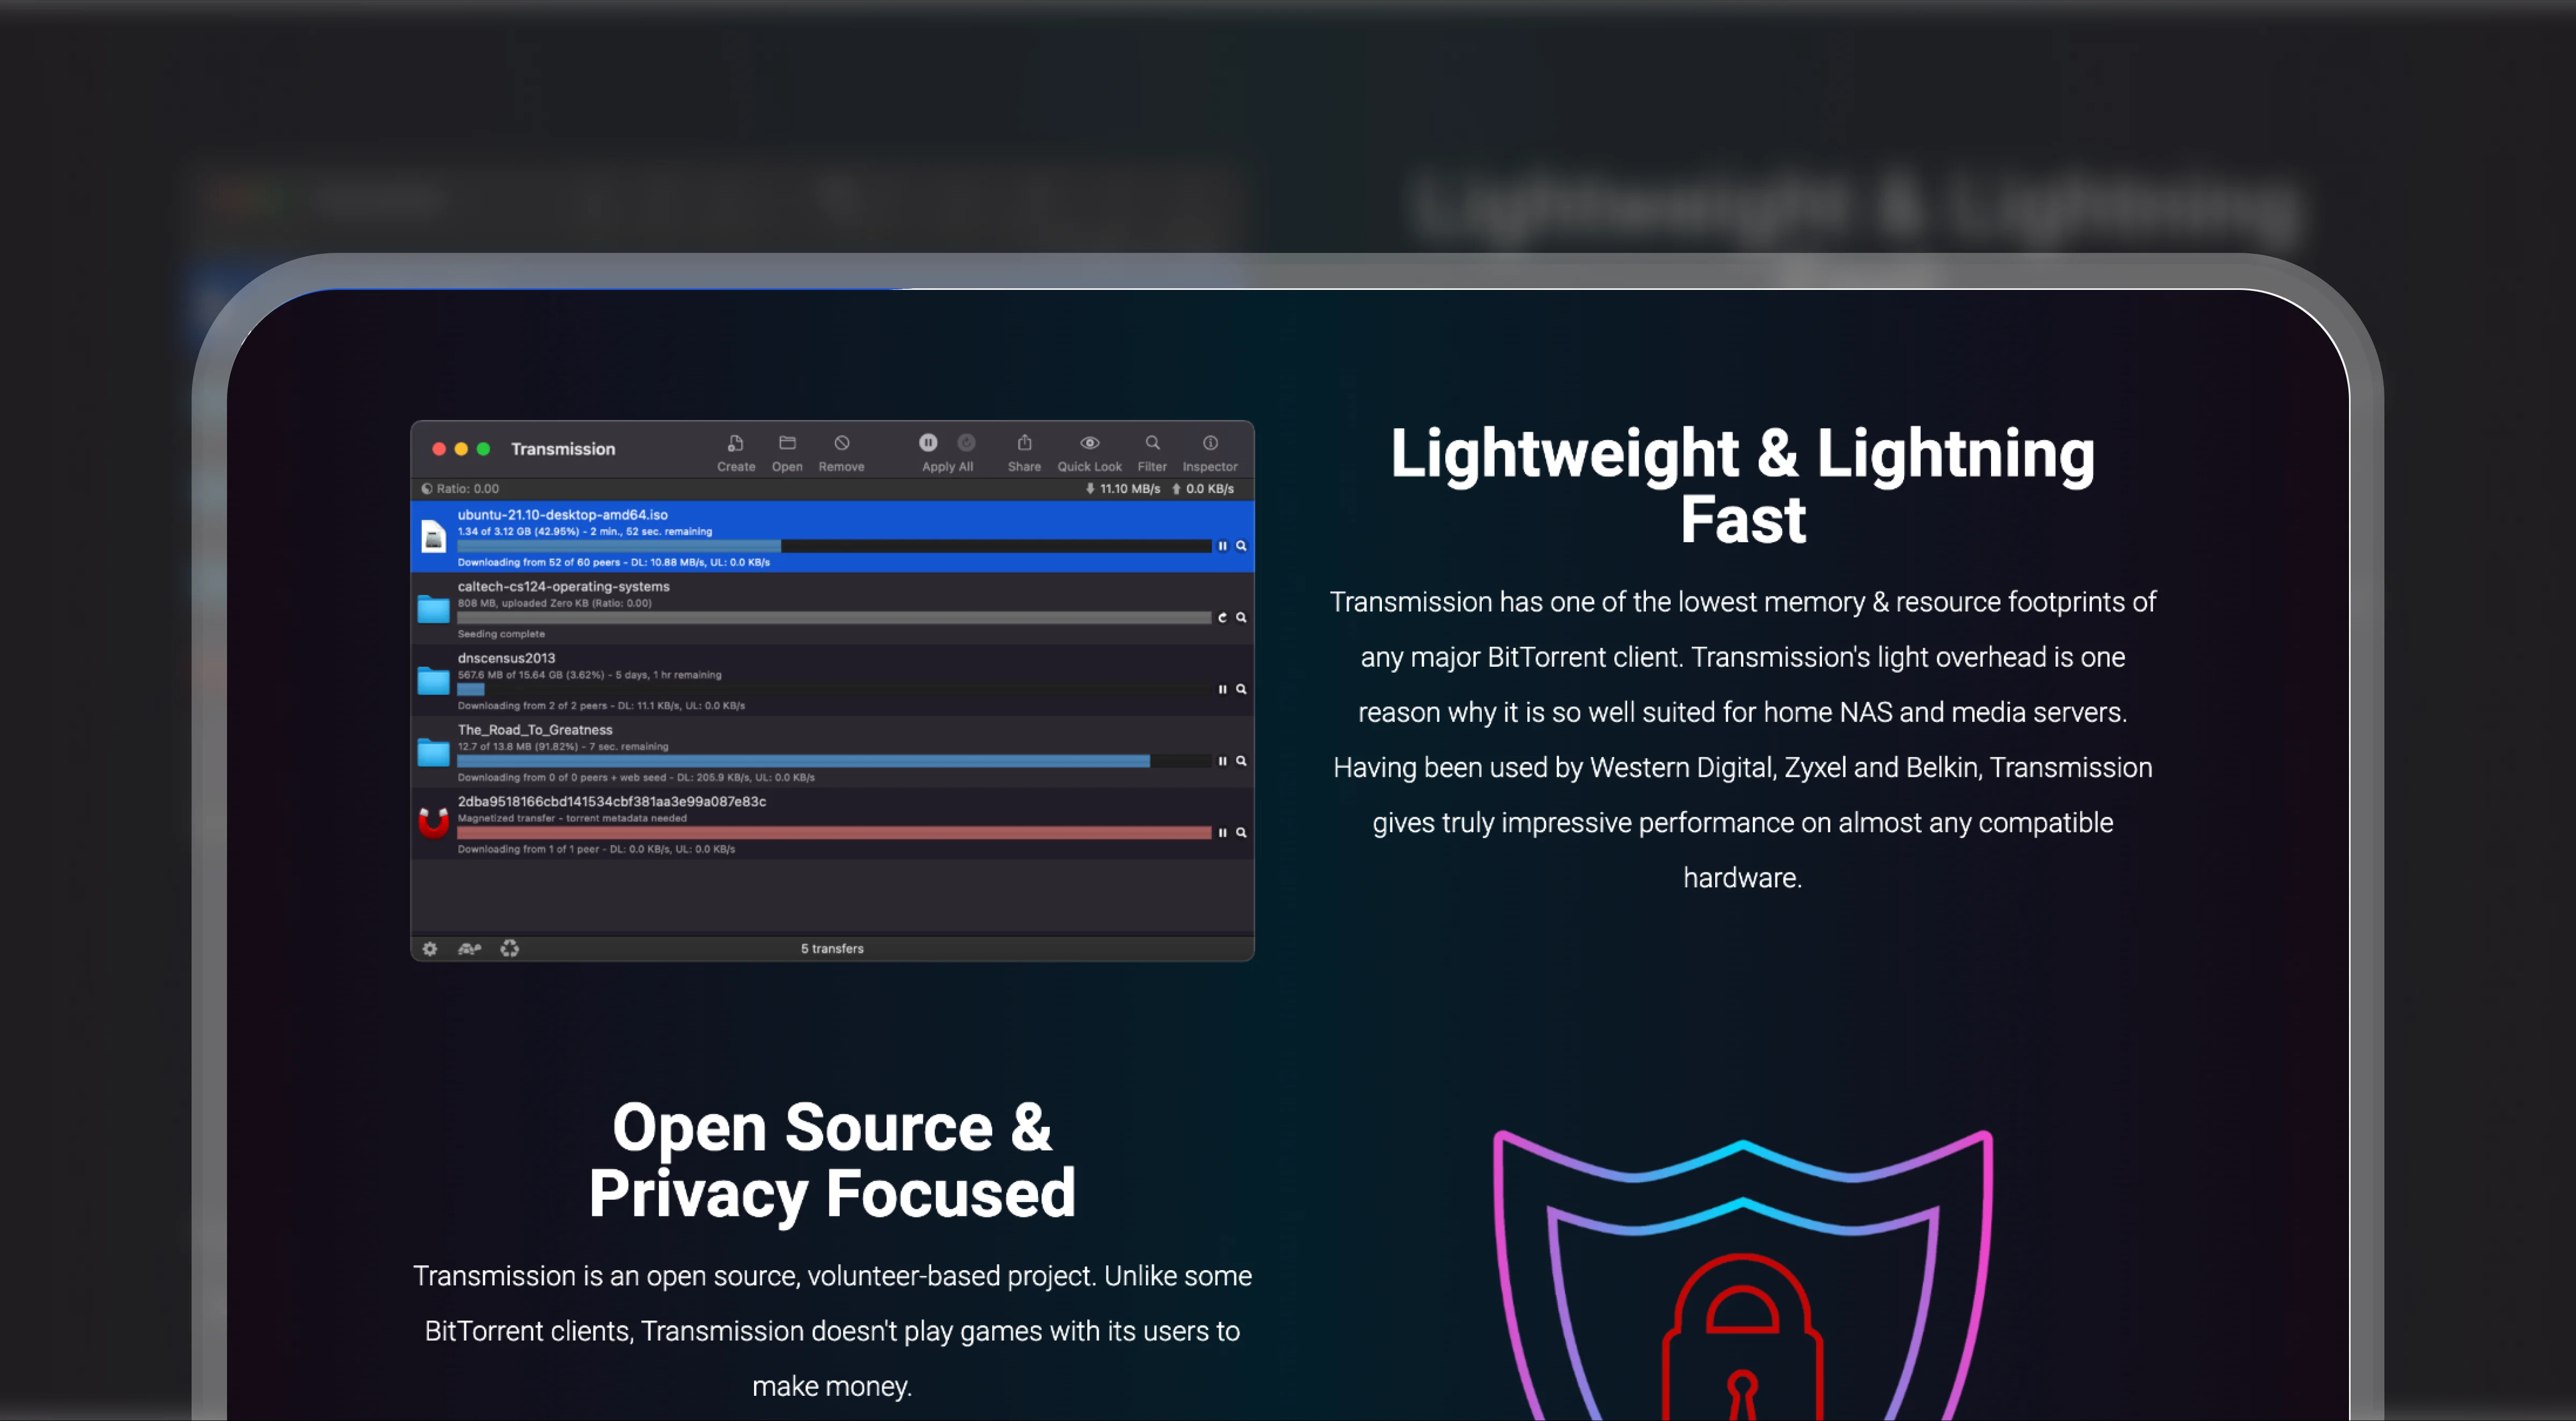 Lightweight & Lightning
Transmission
Create Open Remove Apply All Share Quick Look Filter Inspector
Ratio: 0.00 11.10 MB/s 0.0 KB/s
ubuntu-21.10-desktop-amd64.iso
1.34 of 3.12 GB (42.95%) - 2 min., 52 sec. remaining
Downloading from 52 of 60 peers - DL: 10.88 MB/s, UL: 0.0 KB/s
caltech-cs124-operating-systems
808 MB, uploaded Zero KB (Ratio: 0.00)
Seeding complete
dnscensus2013
567.6 MB of 15.64 GB (3.62%) - 5 days, 1 hr remaining
Downloading from 2 of 2 peers - DL: 11.1 KB/s, UL: 0.0 KB/s
The_Road_To_Greatness
12.7 of 13.8 MB (91.82%) - 7 sec. remaining
Downloading from 0 of 0 peers + web seed - DL: 205.9 KB/s, UL: 0.0 KB/s
2dba9518166cbd141534cbf381aa3e99a087e83c
Magnetized transfer - torrent metadata needed
Downloading from 1 of 1 peer - DL: 0.0 KB/s, UL: 0.0 KB/s
5 transfers
Lightweight & Lightning
Fast
Transmission has one of the lowest memory & resource footprints of
any major BitTorrent client. Transmission's light overhead is one
reason why it is so well suited for home NAS and media servers.
Having been used by Western Digital, Zyxel and Belkin, Transmission
gives truly impressive performance on almost any compatible
hardware.
Open Source &
Privacy Focused
Transmission is an open source, volunteer-based project. Unlike some
BitTorrent clients, Transmission doesn't play games with its users to
make money.